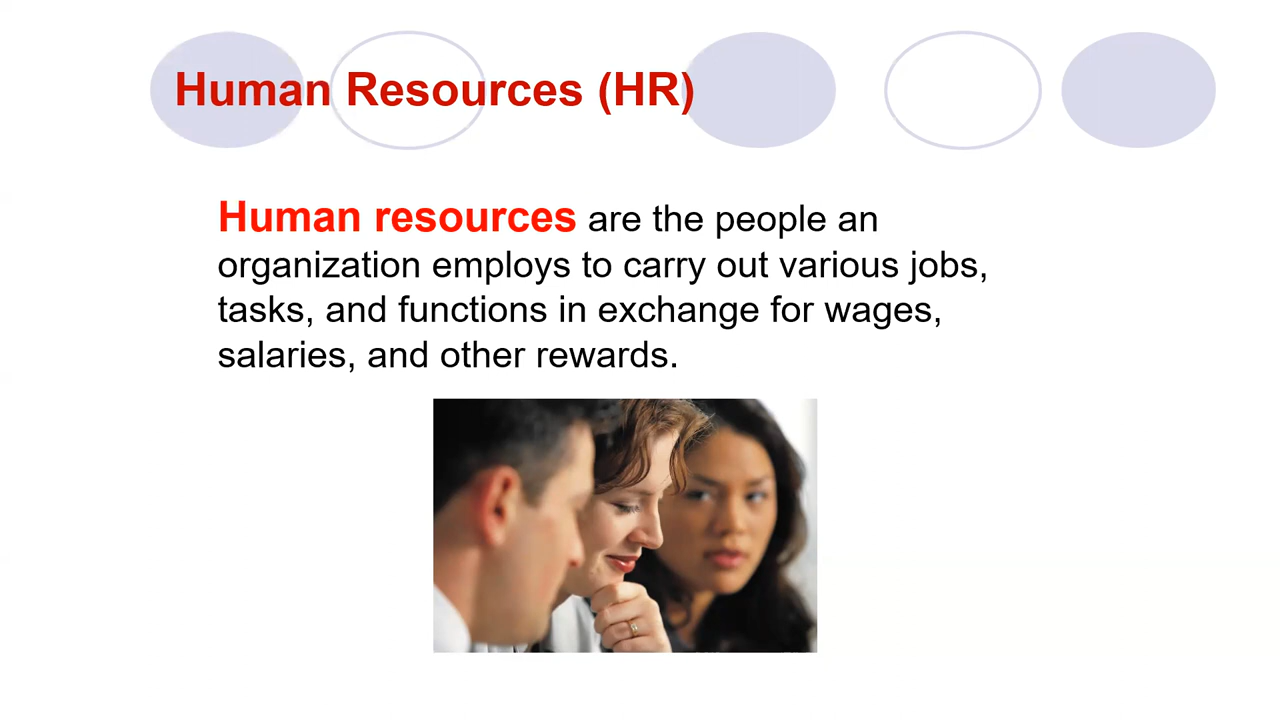 Human Resources (HR)
Human resources are the people an
organization employs to carry out various jobs,
tasks, and functions in exchange for wages,
salaries, and other rewards.